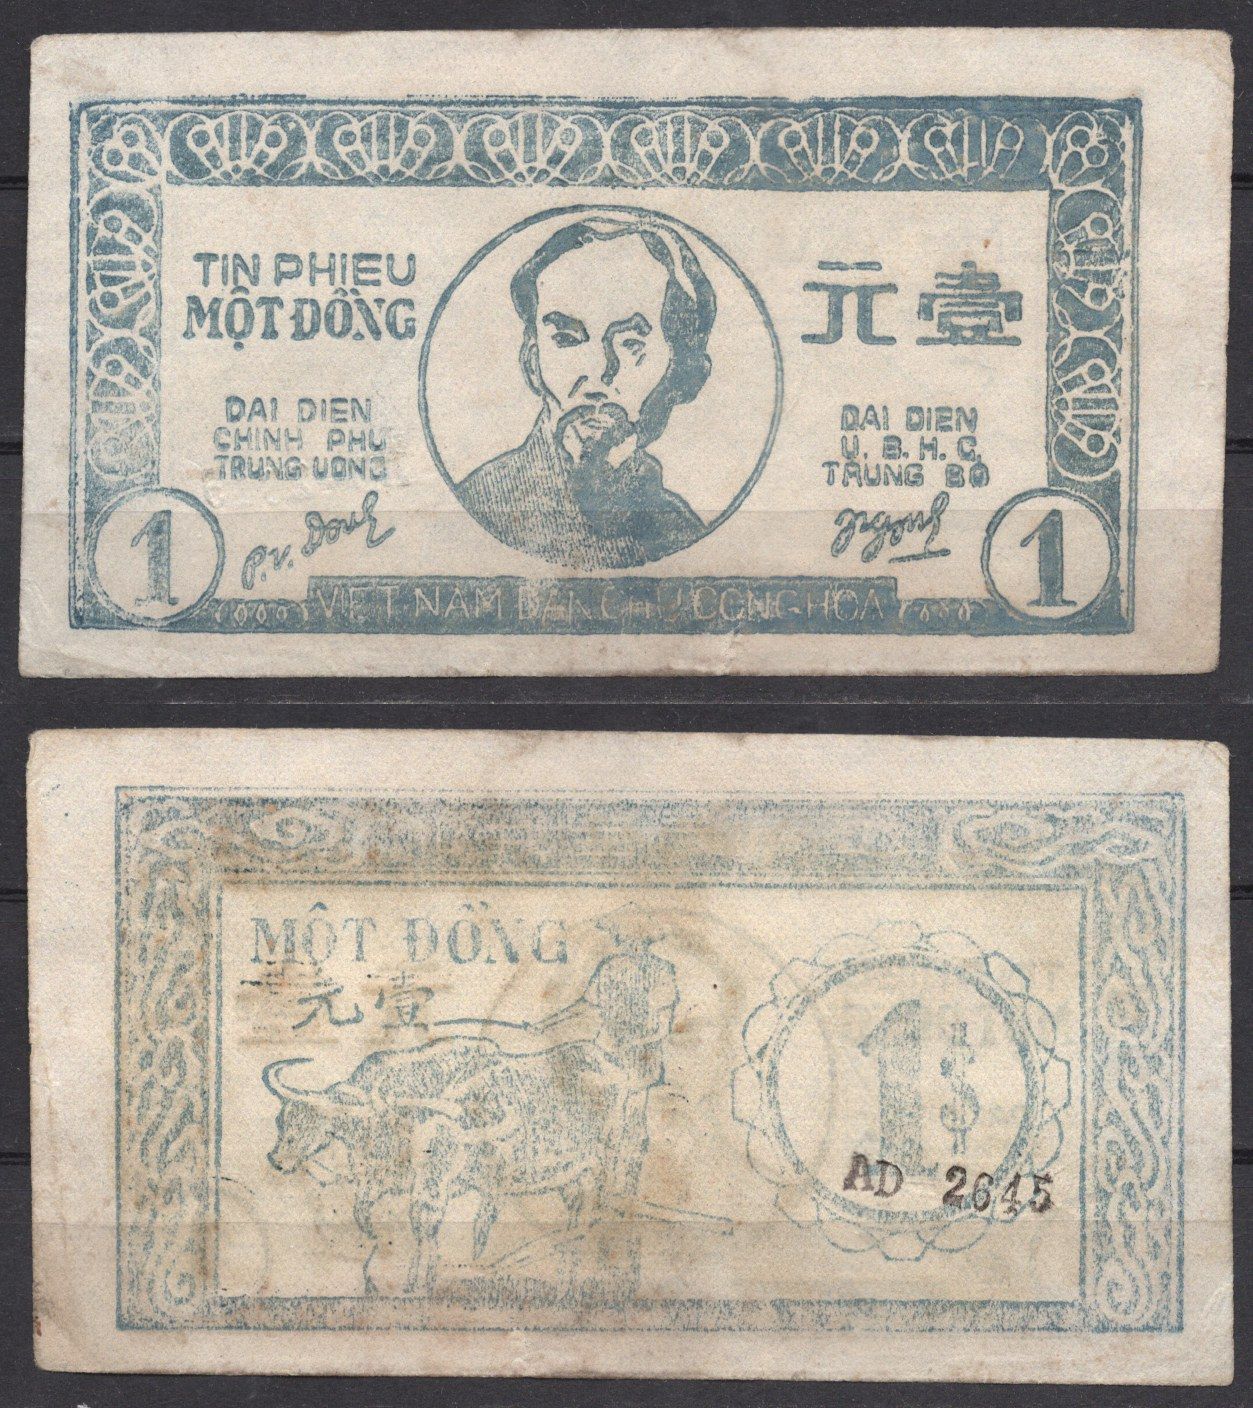 TIN PHIEU
MỘT ĐỒNG
元壹
DAI DIEN
CHINH PHU
TRUNG UONG
DAI DIEN
U. B. H. C.
TRUNG BO
P.V. Dong
1
1
VIET NAM DAN CHU CONG HOA
MỘT ĐỒNG
元壹
1$
AD 2645